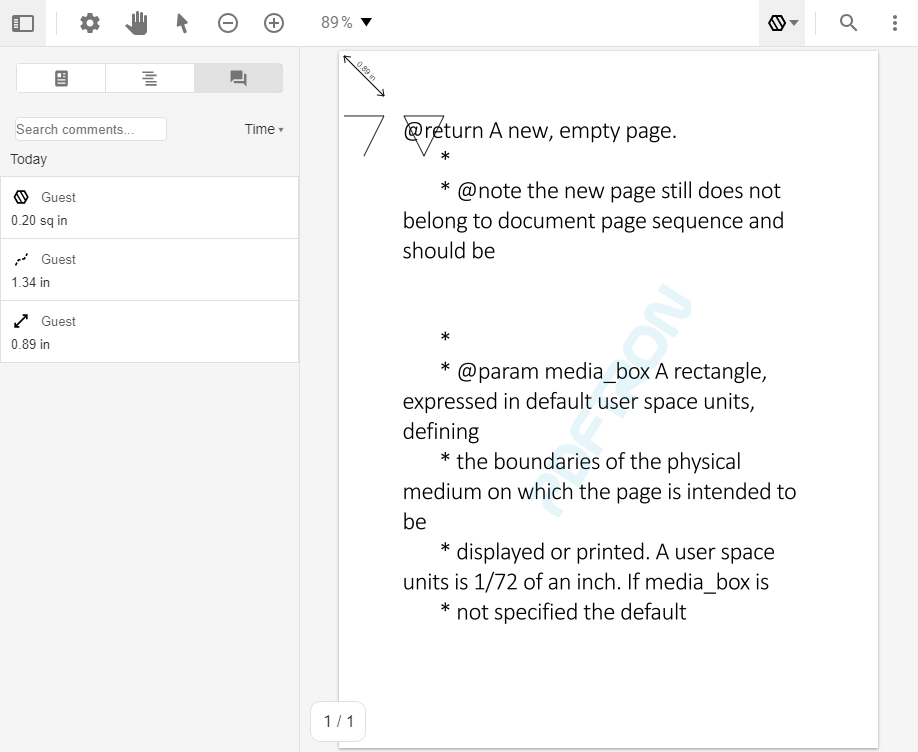 89 %
Search comments...
Time
Today
Guest
0.20 sq in
Guest
1.34 in
Guest
0.89 in
0.89 in
@return A new, empty page.
*
* @note the new page still does not
belong to document page sequence and
should be
*
* @param media_box A rectangle,
expressed in default user space units,
defining
* the boundaries of the physical
medium on which the page is intended to
be
* displayed or printed. A user space
units is 1/72 of an inch. If media_box is
* not specified the default
PDFTRON
1 / 1